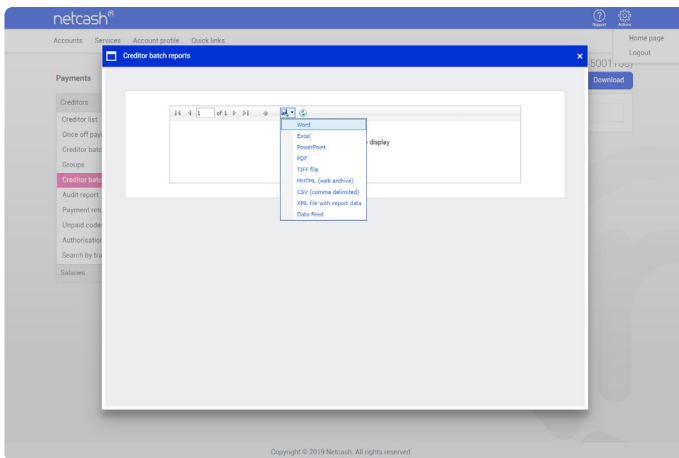 netcash®
Support
Actions
Accounts Services Account profile Quick links
Home page
Logout
Creditor batch reports
Payments
Download
Creditors
Creditor list
Once off pay
Creditor batc
Groups
Creditor batc
Audit report
Payment retu
Unpaid code
Authorisation
Search by tra
Salaries
1 of 1
Word
Excel
PowerPoint
PDF
TIFF file
MHTML (web archive)
CSV (comma delimited)
XML file with report data
Data Feed
display
Copyright © 2019 Netcash. All rights reserved.